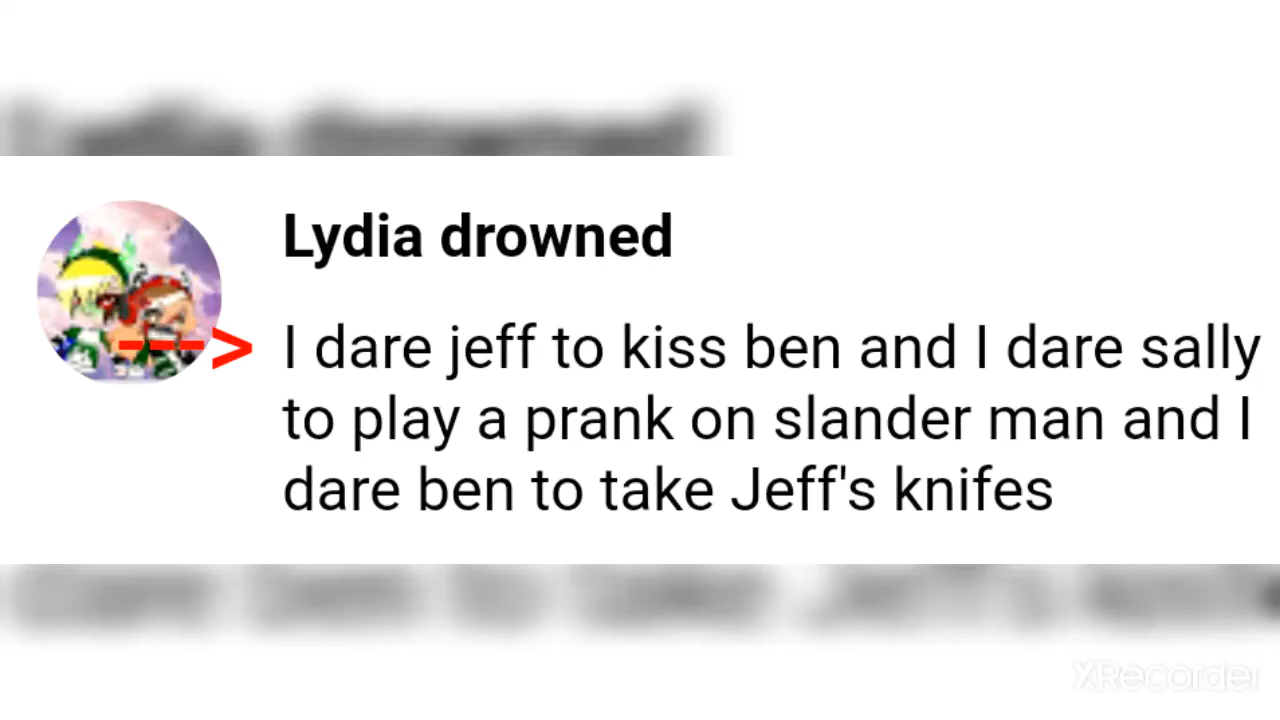 Lydia drowned
---> I dare jeff to kiss ben and I dare sally
to play a prank on slander man and I
dare ben to take Jeff's knifes
XRecorder